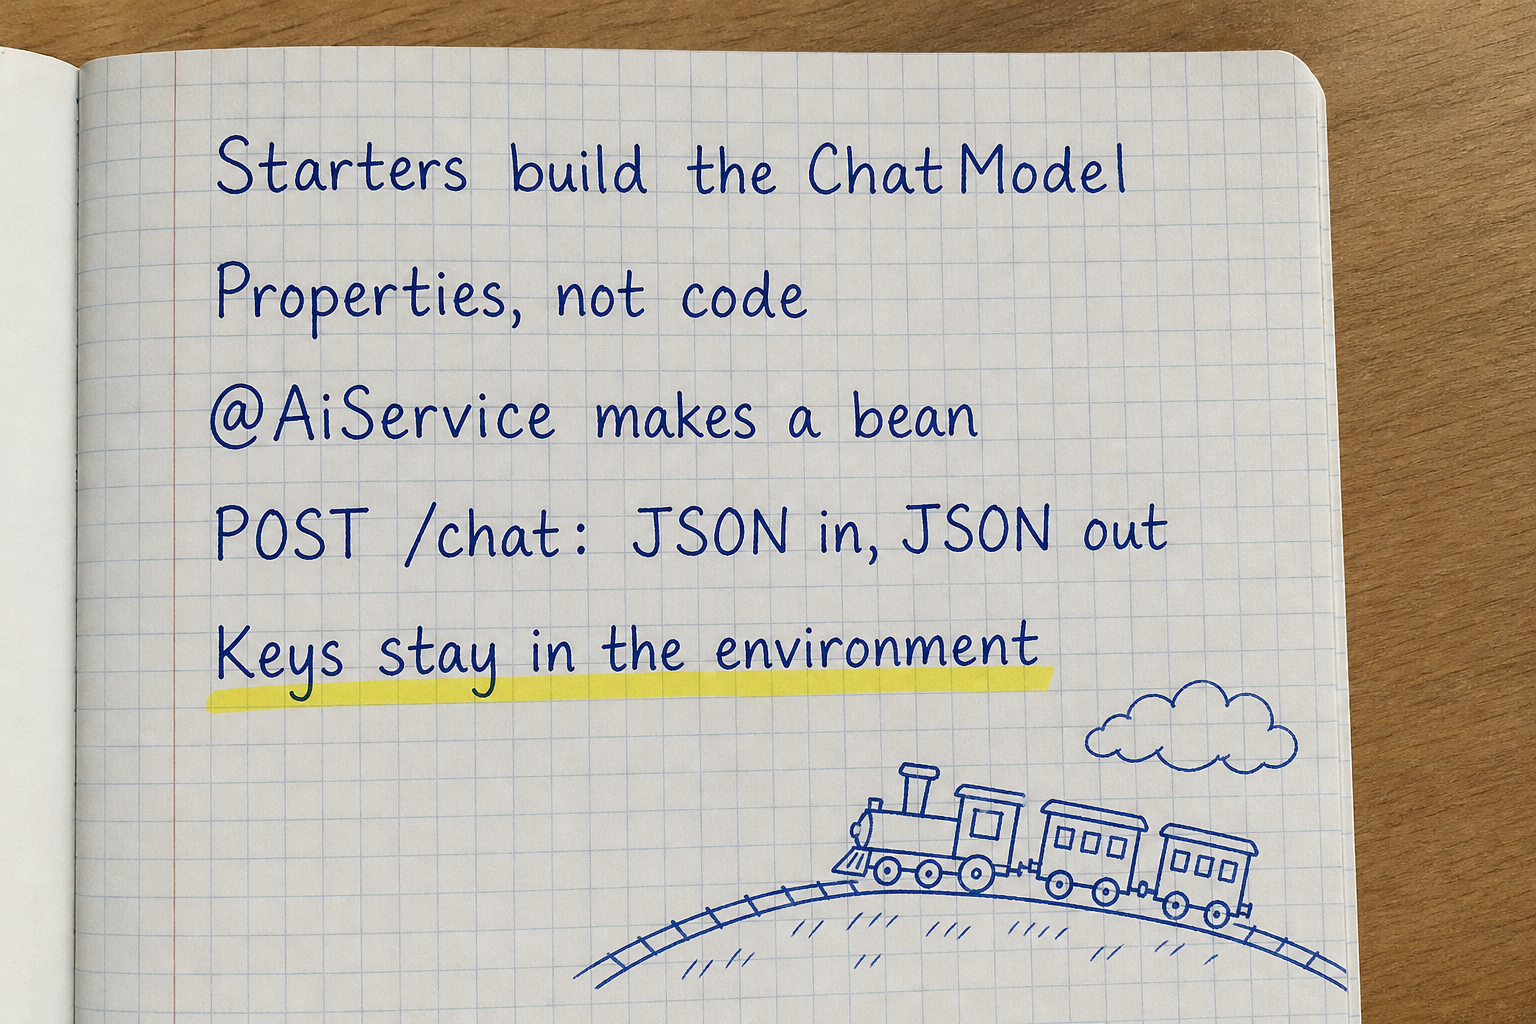 Starters build the ChatModel
Properties, not code
@AiService makes a bean
POST /chat: JSON in, JSON out
Keys stay in the environment